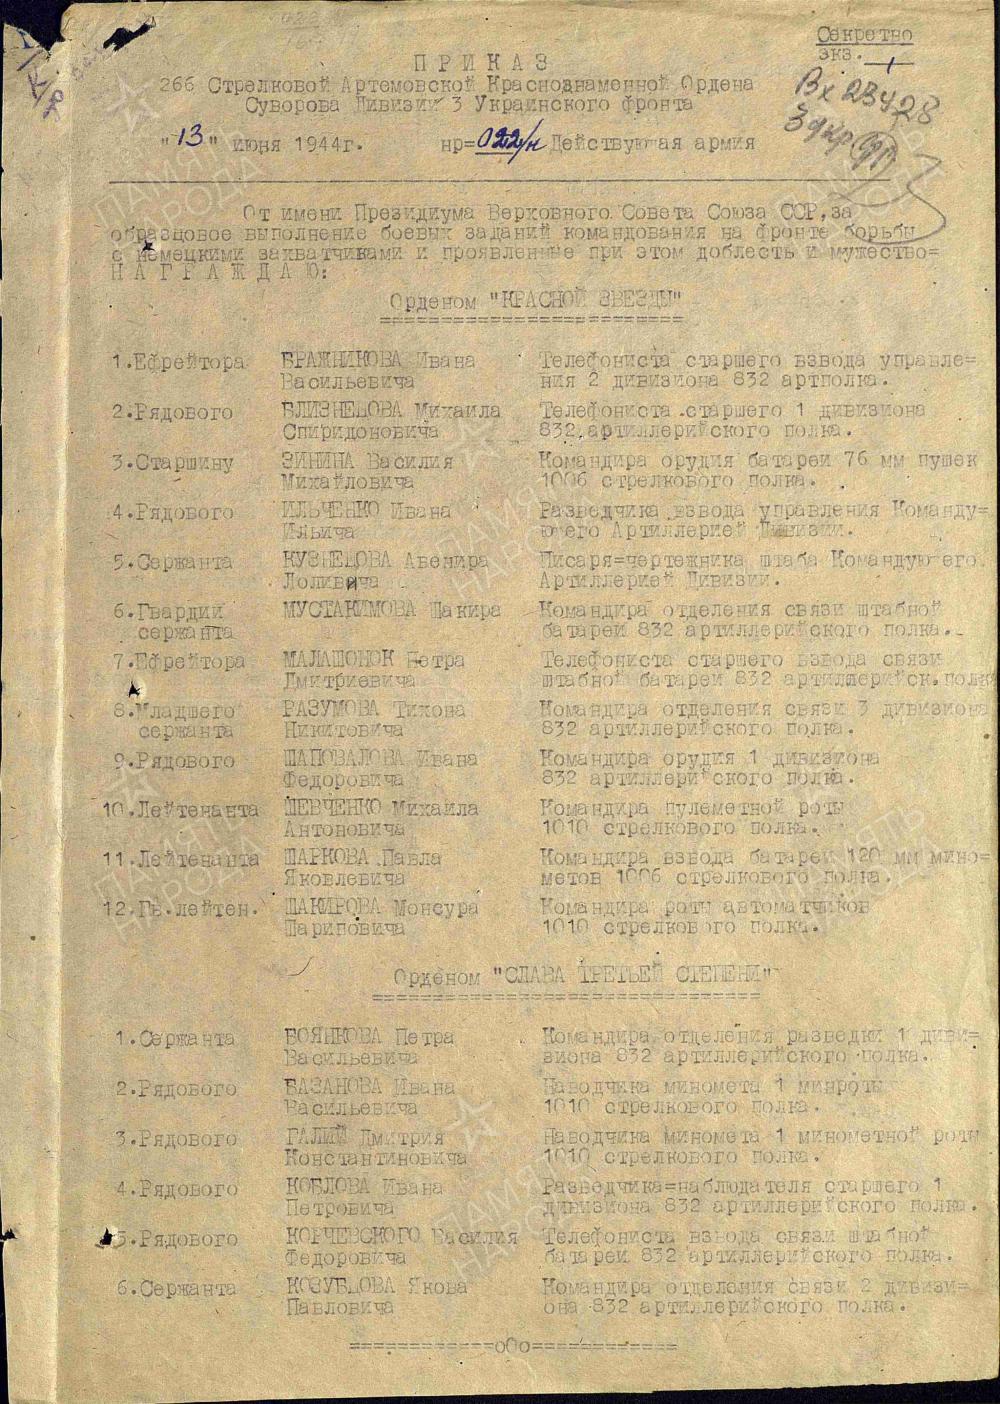 Секретно
экз. 1
Вх 23428
ПРИКАЗ
266 Стрелковой Артемовской Краснознаменной Ордена
Суворова Дивизии 3 Украинского фронта
"13" июня 1944г. нр=022/н Действующая армия
От имени Президиума Верховного Совета Союза ССР, за
образцовое выполнение боевых заданий командования на фронте борьбы
с немецкими захватчиками и проявленные при этом доблесть и мужество=
НАГРАЖДАЮ:
Орденом "КРАСНОЙ ЗВЕЗДЫ"
1.Ефрейтора БРАЖНИКОВА Ивана Телефониста старшего взвода управле=
Васильевича ния 2 дивизиона 832 артполка.
2.Рядового БЛИЗНЕЦОВА Михаила Телефониста старшего 1 дивизиона
Спиридоновича 832 артиллерийского полка.
3.Старшину ЗИНИНА Василия Командира орудия батареи 76 мм пушек
Михайловича 1006 стрелкового полка.
4.Рядового ИЛЬЧЕНКО Ивана Разведчика взвода управления Команду=
Ильича ющего Артиллерией Дивизии.
5.Сержанта КУЗНЕЦОВА Авенира Писаря=чертежника штаба Командующего
Лоливича Артиллерией Дивизии.
6.Гвардии МУСТАКИМОВА Шакира Командира отделения связи штабной
сержанта батареи 832 артиллерийского полка.
7.Ефрейтора МАЛАШОНОК Петра Телефониста старшего взвода связи
Дмитриевича штабной батареи 832 артиллерийск.полка
8.Младшего РАЗУМОВА Тихона Командира отделения связи 3 дивизиона
сержанта Никитовича 832 артиллерийского полка.
9.Рядового ШАПОВАЛОВА Ивана Командира орудия 1 дивизиона
Федоровича 832 артиллерийского полка.
10.Лейтенанта ШЕВЧЕНКО Михаила Командира пулеметной роты
Антоновича 1010 стрелкового полка.
11.Лейтенанта ШАРКОВА Павла Командира взвода батареи 120 мм мино=
Яковлевича метов 1006 стрелкового полка.
12.Гв.лейтен. ШАКИРОВА Монсура Командира роты автоматчиков
Шариповича 1010 стрелкового полка.
Орденом "СЛАВА ТРЕТЬЕЙ СТЕПЕНИ"
1.Сержанта БОЯНКОВА Петра Командира отделения разведки 1 диви=
Васильевича зиона 832 артиллерийского полка.
2.Рядового БАЗАНОВА Ивана Наводчика миномета 1 минроты
Васильевича 1010 стрелкового полка.
3.Рядового ГАЛИЙ Дмитрия Наводчика миномета 1 минометной роты
Константиновича 1010 стрелкового полка.
4.Рядового КОБЛОВА Ивана Разведчика=наблюдателя старшего 1
Петровича дивизиона 832 артиллерийского полка.
5.Рядового КОРЧЕВСКОГО Василия Телефониста взвода связи штабной
Федоровича батареи 832 артиллерийского полка.
6.Сержанта КОЗУБЦОВА Якова Командира отделения связи 2 дивизи=
Павловича она 832 артиллерийского полка.
============оОо============
ПАМЯТЬ НАРОДА